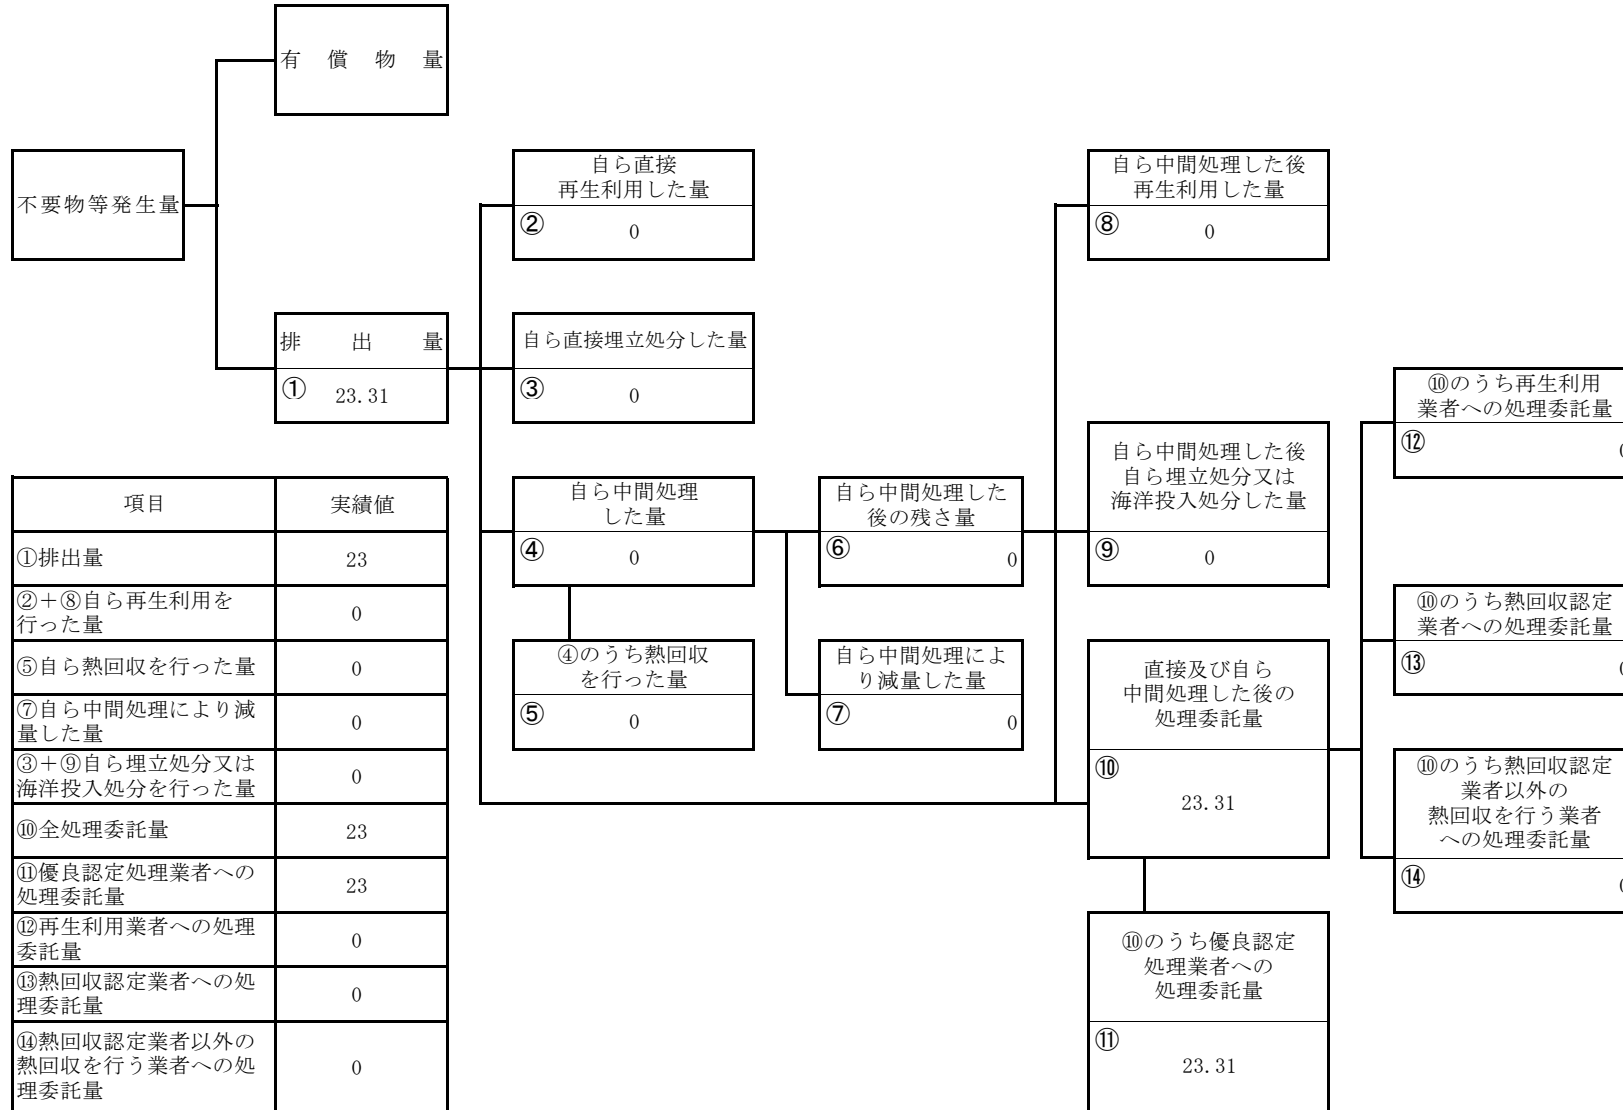 有償物量
不要物等発生量
排出量
① 23.31
自ら直接
再生利用した量
② 0
自ら直接埋立処分した量
③ 0
自ら中間処理
した量
④ 0
④のうち熱回収
を行った量
⑤ 0
自ら中間処理した
後の残さ量
⑥ 0
自ら中間処理によ
り減量した量
⑦ 0
自ら中間処理した後
再生利用した量
⑧ 0
自ら中間処理した後
自ら埋立処分又は
海洋投入処分した量
⑨ 0
直接及び自ら
中間処理した後の
処理委託量
⑩
23.31
⑩のうち優良認定
処理業者への
処理委託量
⑪
23.31
⑩のうち再生利用
業者への処理委託量
⑫ 0
⑩のうち熱回収認定
業者への処理委託量
⑬ 0
⑩のうち熱回収認定
業者以外の
熱回収を行う業者
への処理委託量
⑭ 0
項目 実績値
①排出量 23
②+⑧自ら再生利用を
行った量 0
⑤自ら熱回収を行った量 0
⑦自ら中間処理により減
量した量 0
③+⑨自ら埋立処分又は
海洋投入処分を行った量 0
⑩全処理委託量 23
⑪優良認定処理業者への
処理委託量 23
⑫再生利用業者への処理
委託量 0
⑬熱回収認定業者への処
理委託量 0
⑭熱回収認定業者以外の
熱回収を行う業者への処
理委託量 0